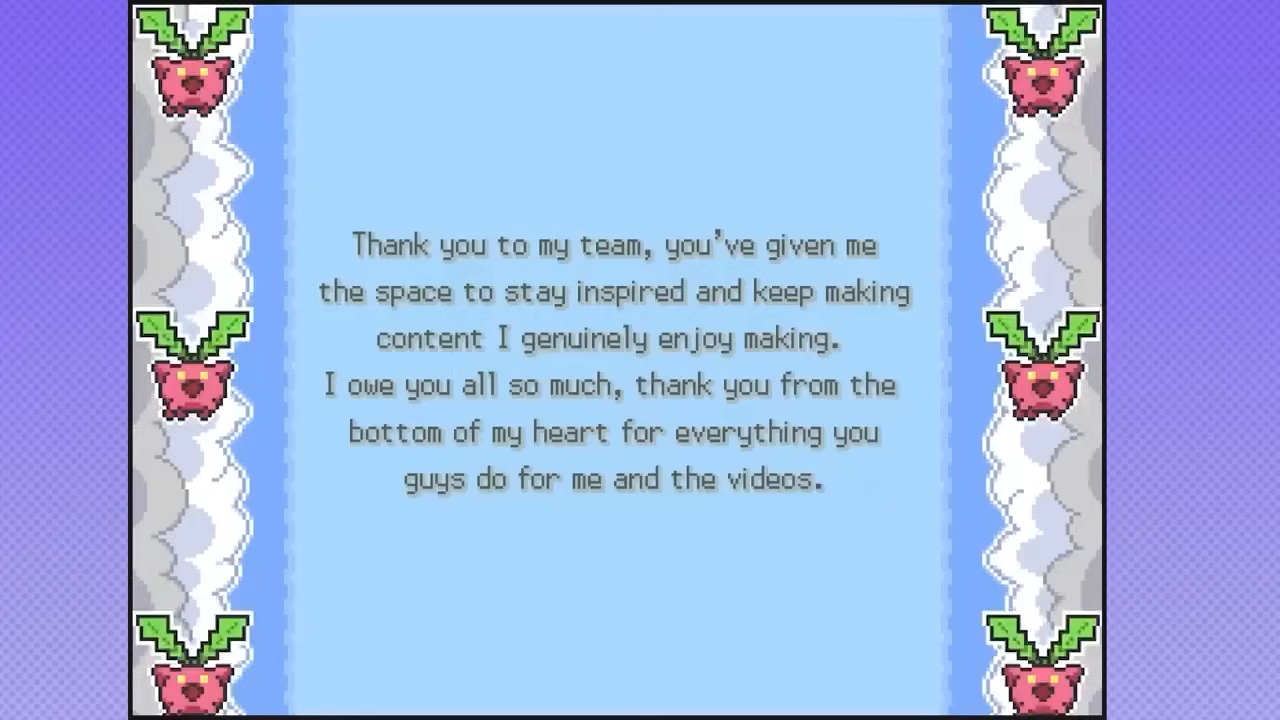 Thank you to my team, you've given me
the space to stay inspired and keep making
content I genuinely enjoy making.
I owe you all so much, thank you from the
bottom of my heart for everything you
guys do for me and the videos.